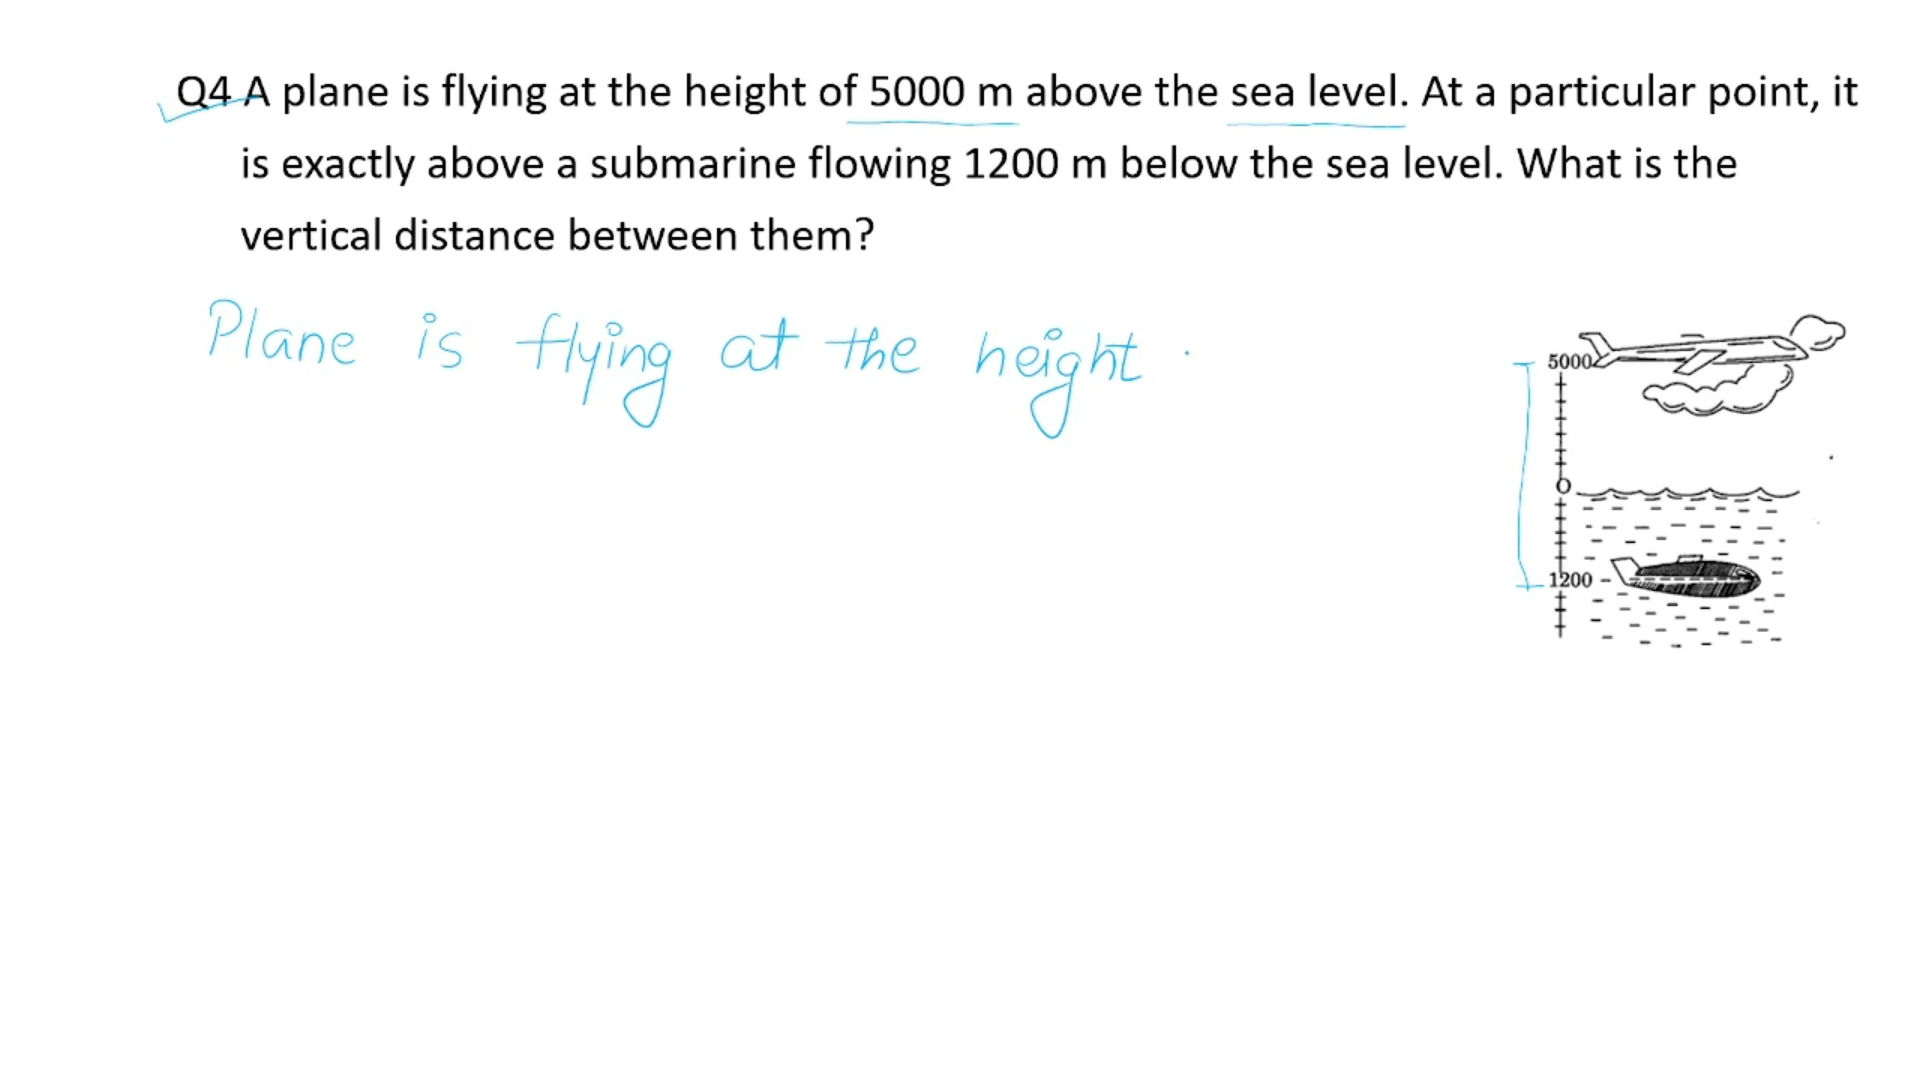 Q4 A plane is flying at the height of 5000 m above the sea level. At a particular point, it
is exactly above a submarine flowing 1200 m below the sea level. What is the
vertical distance between them?
Plane is flying at the height
5000
0
1200